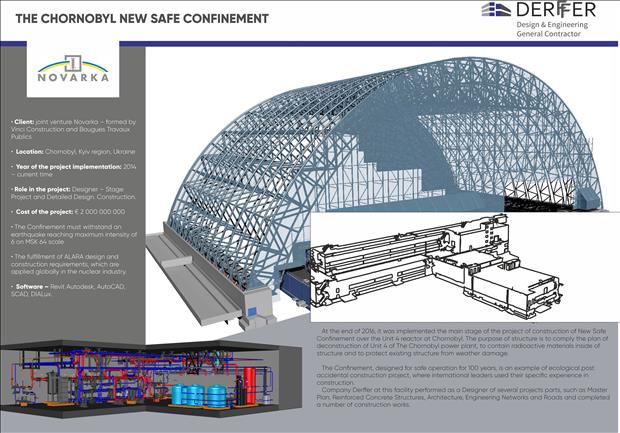 THE CHORNOBYL NEW SAFE CONFINEMENT
DERFFER
Design & Engineering
General Contractor
NOVARKA
• Client: joint venture Novarka – formed by
Vinci Construction and Bougues Travaux
Publics
• Location: Chornobyl, Kyiv region, Ukraine
• Year of the project implementation: 2014
– current time
• Role in the project: Designer – Stage
Project and Detailed Design. Construction.
• Cost of the project: € 2 000 000 000
• The Confinement must withstand an
earthquake reaching maximum intensity of
6 on MSK 64 scale
• The fulfillment of ALARA design and
construction requirements, which are
applied globally in the nuclear industry.
• Software – Revit Autodesk, AutoCAD,
SCAD, DIALux.
At the end of 2016, it was implemented the main stage of the project of construction of New Safe
Confinement over the Unit 4 reactor at Chornobyl. The purpose of structure is to comply the plan of
deconstruction of Unit 4 of The Chornobyl power plant, to contain radioactive materials inside of
structure and to protect existing structure from weather damage.
The Confinement, designed for safe operation for 100 years, is an example of ecological post
accidental construction project, where international leaders used their specific experience in
construction.
Company Derffer at this facility performed as a Designer of several projects parts, such as Master
Plan, Reinforced Concrete Structures, Architecture, Engineering Networks and Roads and completed
a number of construction works.